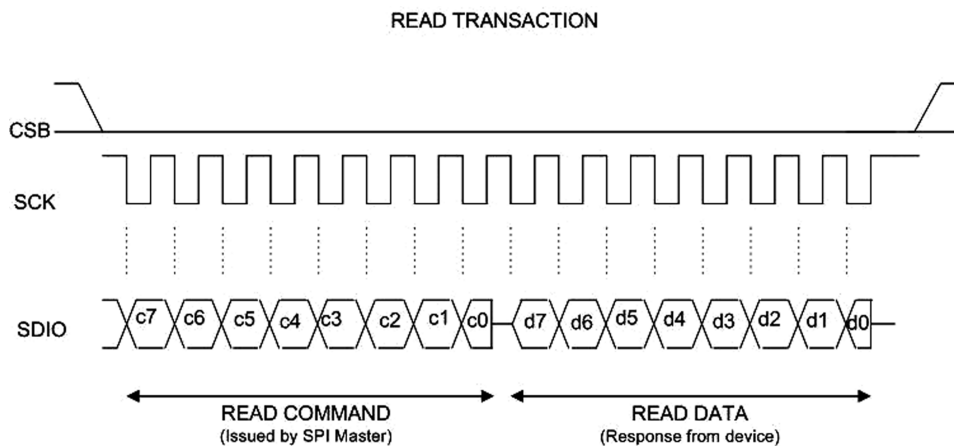 READ TRANSACTION
CSB
SCK
SDIO
c7 c6 c5 c4 c3 c2 c1 c0 d7 d6 d5 d4 d3 d2 d1 d0
READ COMMAND
(Issued by SPI Master)
READ DATA
(Response from device)